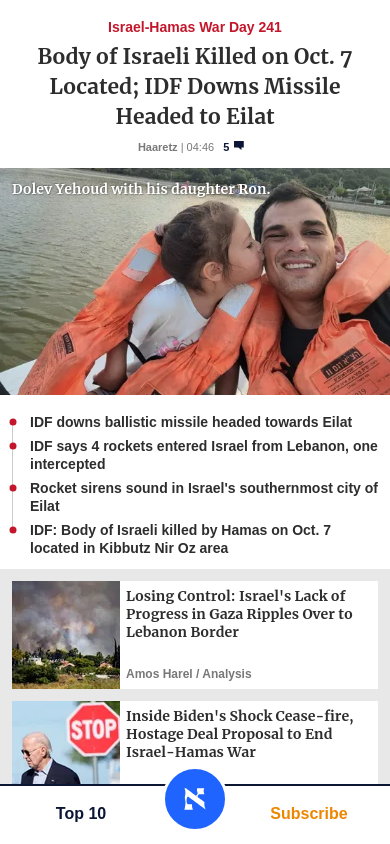 Israel-Hamas War Day 241
Body of Israeli Killed on Oct. 7
Located; IDF Downs Missile
Headed to Eilat
Haaretz | 04:46 5
Dolev Yehoud with his daughter Ron.
IDF downs ballistic missile headed towards Eilat
IDF says 4 rockets entered Israel from Lebanon, one
intercepted
Rocket sirens sound in Israel's southernmost city of
Eilat
IDF: Body of Israeli killed by Hamas on Oct. 7
located in Kibbutz Nir Oz area
Losing Control: Israel's Lack of
Progress in Gaza Ripples Over to
Lebanon Border
Amos Harel / Analysis
STOP
Inside Biden's Shock Cease-fire,
Hostage Deal Proposal to End
Israel-Hamas War
Top 10
Subscribe